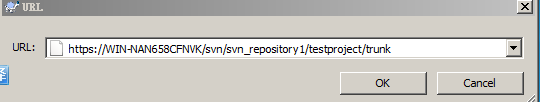 URL
URL: https://WIN-NAN658CFNVK/svn/svn_repository1/testproject/trunk
OK Cancel